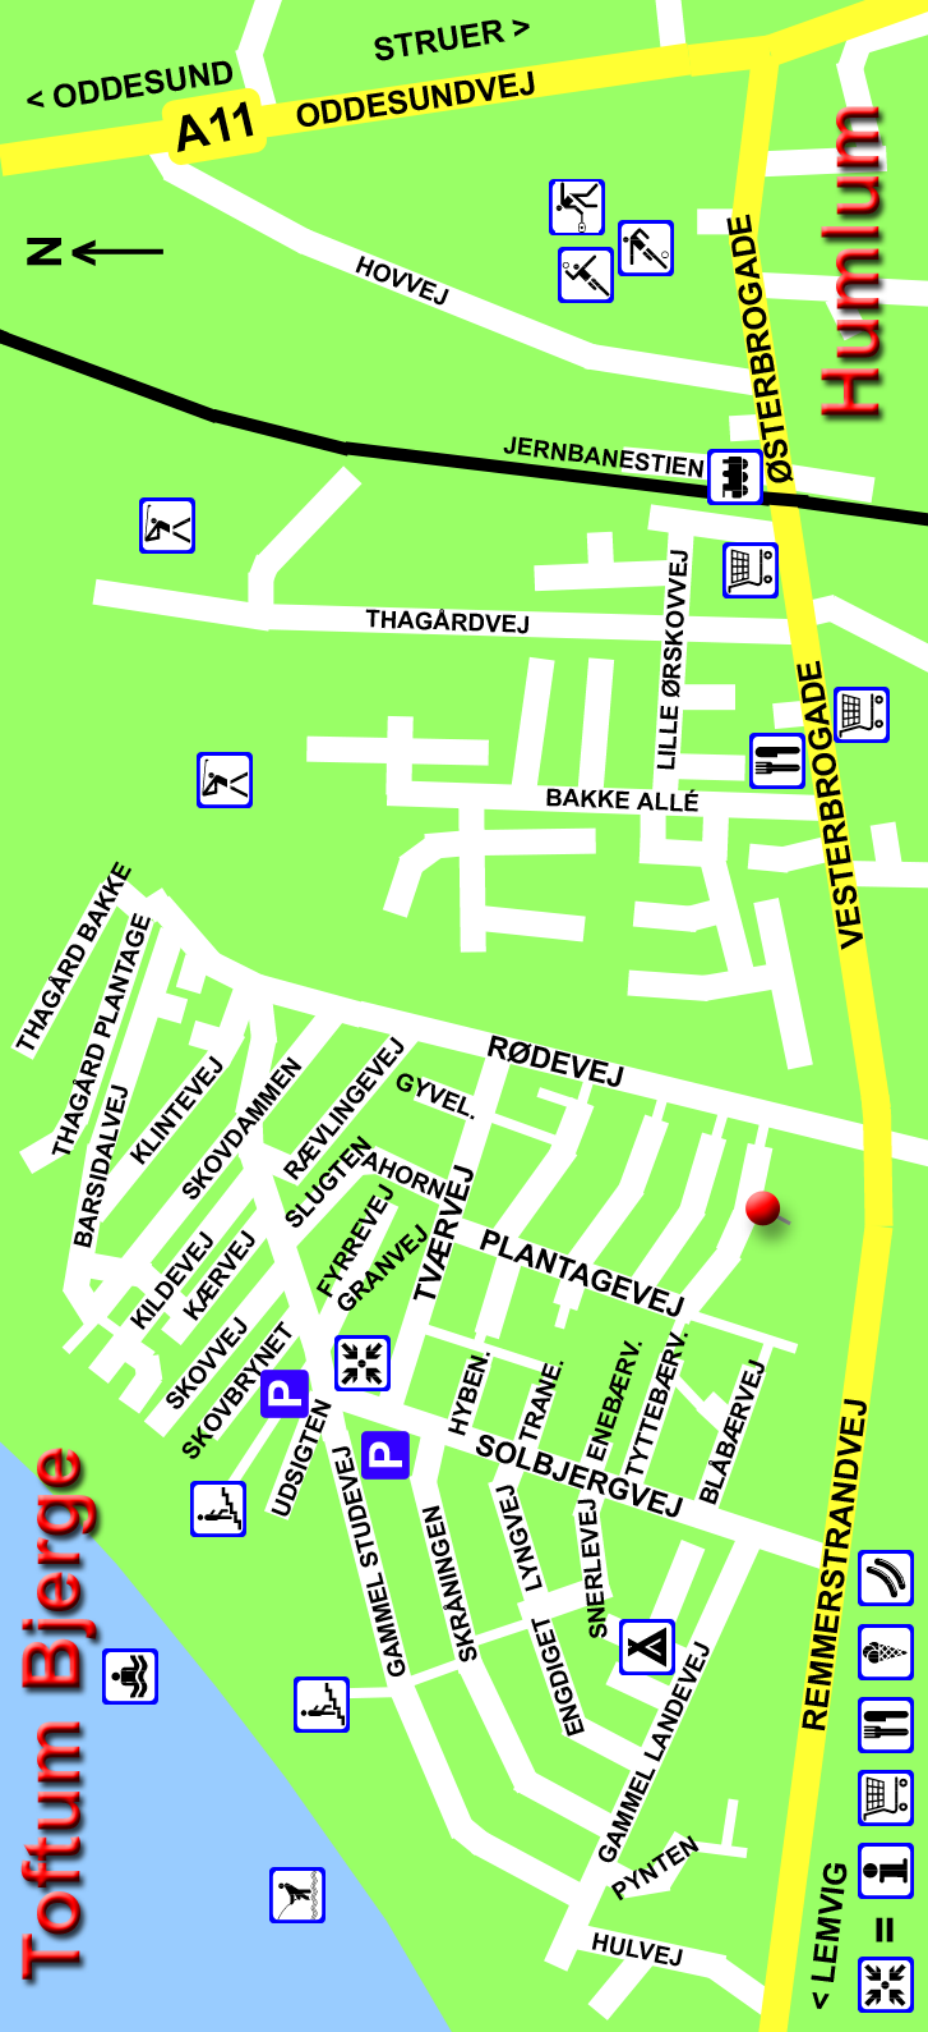 Toftum Bjerge
Humlum
< ODDESUND
STRUER >
A11
ODDESUNDVEJ
N
HOVVEJ
ØSTERBROGADE
JERNBANESTIEN
THAGÅRDVEJ
LILLE ØRSKOVVEJ
BAKKE ALLÉ
VESTERBROGADE
THAGÅRD BAKKE
THAGÅRD PLANTAGE
BARSIDALVEJ
KLINTEVEJ
SKOVDAMMEN
RÆVLINGEVEJ
RØDEVEJ
GYVEL.
SLUGTEN
AHORN
TVÆRVEJ
FYRREVEJ
GRANVEJ
PLANTAGEVEJ
KILDEVEJ
KÆRVEJ
SKOVVEJ
SKOVBRYNET
P
UDSIGTEN
P
HYBEN.
TRANE.
ENEBÆRV.
TYTTEBÆRV.
BLÅBÆRVEJ
SOLBJERGVEJ
GAMMEL STUDEVEJ
SKRÅNINGEN
LYNGVEJ
SNERLEVEJ
ENGDIGET
GAMMEL LANDEVEJ
PYNTEN
HULVEJ
REMMERSTRANDVEJ
< LEMVIG
= i